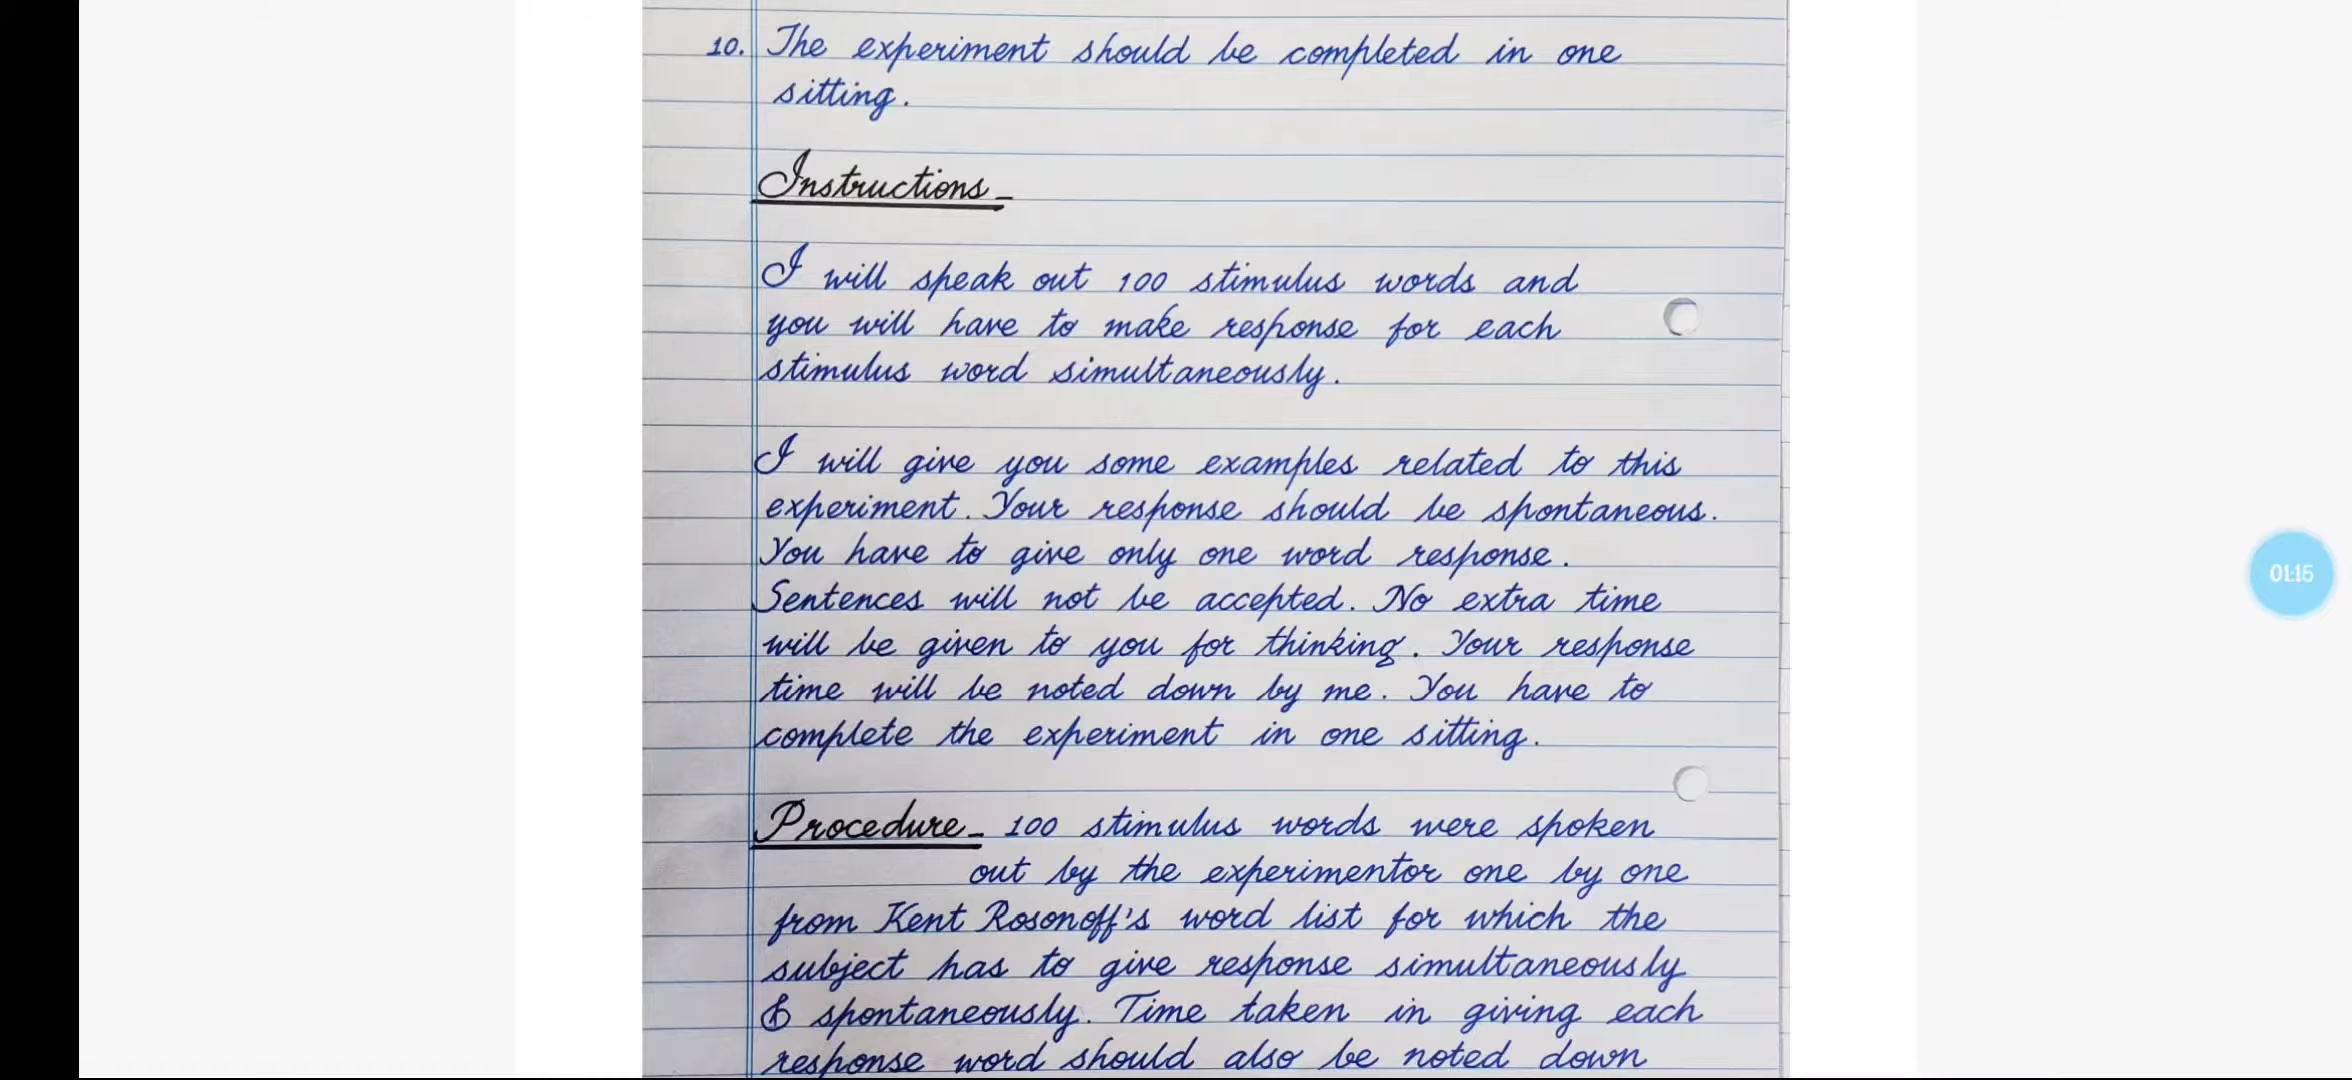 10. The experiment should be completed in one
sitting.
Instructions-
I will speak out 100 stimulus words and
you will have to make response for each
stimulus word simultaneously.
I will give you some examples related to this
experiment. Your response should be spontaneous.
You have to give only one word response.
Sentences will not be accepted. No extra time
will be given to you for thinking. Your response
time will be noted down by me. You have to
complete the experiment in one sitting.
Procedure- 100 stimulus words were spoken
out by the experimentor one by one
from Kent Rosonoff's word list for which the
subject has to give response simultaneously
& spontaneously. Time taken in giving each
response word should also be noted down
01:15